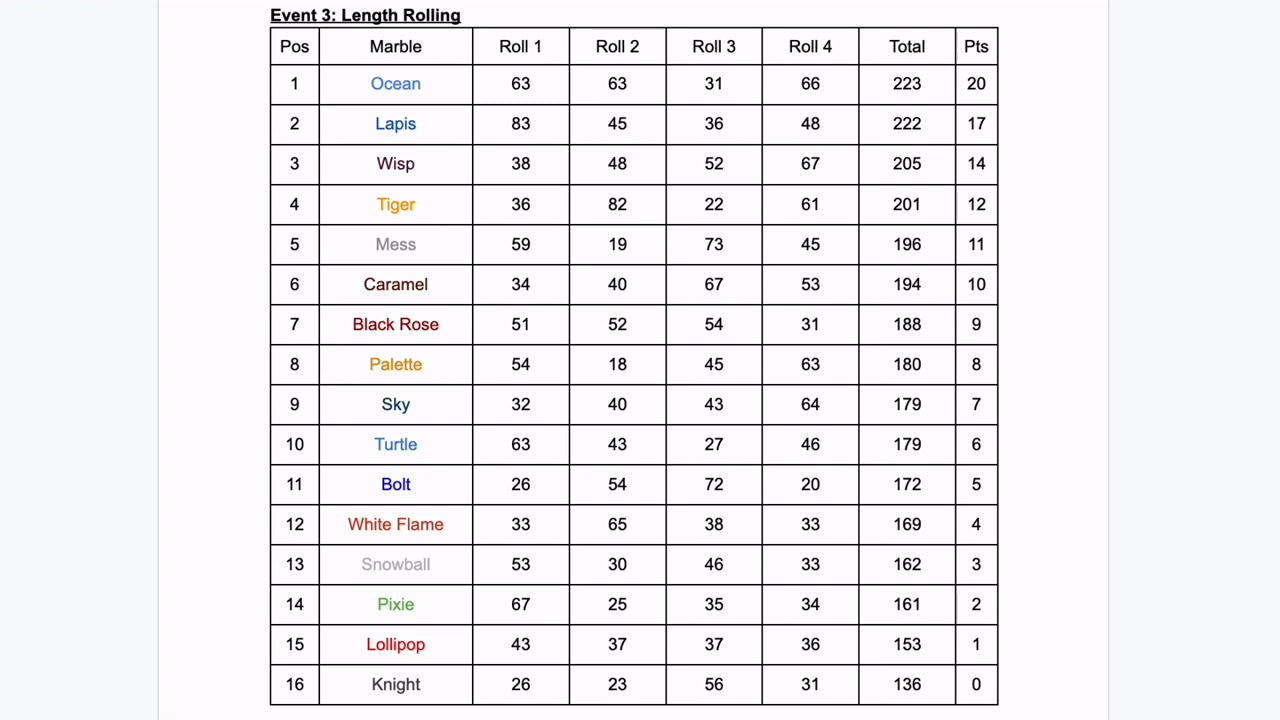 Event 3: Length Rolling
Pos Marble Roll 1 Roll 2 Roll 3 Roll 4 Total Pts
1 Ocean 63 63 31 66 223 20
2 Lapis 83 45 36 48 222 17
3 Wisp 38 48 52 67 205 14
4 Tiger 36 82 22 61 201 12
5 Mess 59 19 73 45 196 11
6 Caramel 34 40 67 53 194 10
7 Black Rose 51 52 54 31 188 9
8 Palette 54 18 45 63 180 8
9 Sky 32 40 43 64 179 7
10 Turtle 63 43 27 46 179 6
11 Bolt 26 54 72 20 172 5
12 White Flame 33 65 38 33 169 4
13 Snowball 53 30 46 33 162 3
14 Pixie 67 25 35 34 161 2
15 Lollipop 43 37 37 36 153 1
16 Knight 26 23 56 31 136 0